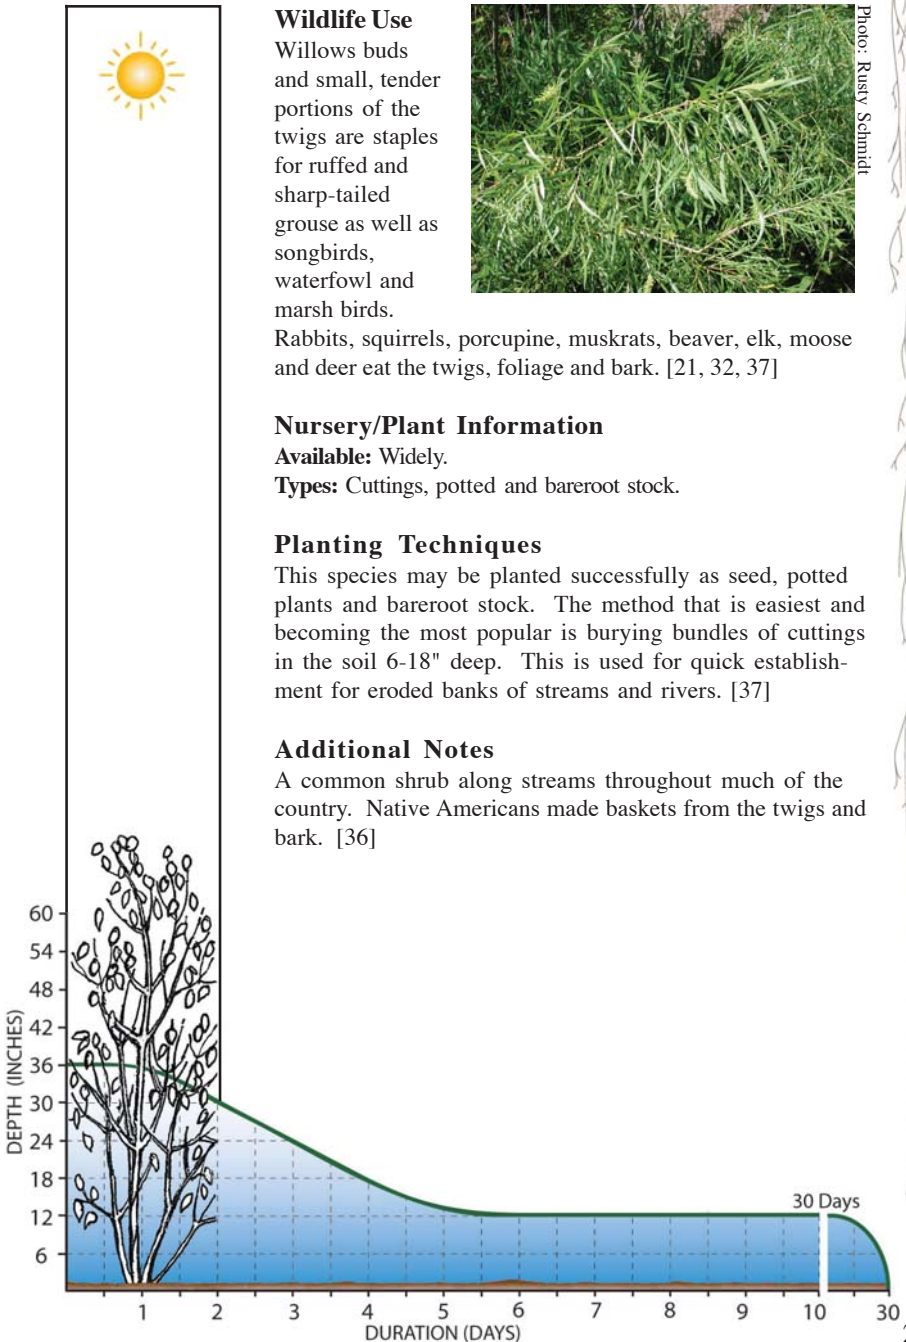 Wildlife Use
Willows buds
and small, tender
portions of the
twigs are staples
for ruffed and
sharp-tailed
grouse as well as
songbirds,
waterfowl and
marsh birds.
Photo: Rusty Schmidt
Rabbits, squirrels, porcupine, muskrats, beaver, elk, moose
and deer eat the twigs, foliage and bark. [21, 32, 37]
Nursery/Plant Information
Available: Widely.
Types: Cuttings, potted and bareroot stock.
Planting Techniques
This species may be planted successfully as seed, potted
plants and bareroot stock. The method that is easiest and
becoming the most popular is burying bundles of cuttings
in the soil 6-18" deep. This is used for quick establish-
ment for eroded banks of streams and rivers. [37]
Additional Notes
A common shrub along streams throughout much of the
country. Native Americans made baskets from the twigs and
bark. [36]
60
54
48
42
36
30
24
18
12
6
DEPTH (INCHES)
30 Days
1 2 3 4 5 6 7 8 9 10 30
DURATION (DAYS)